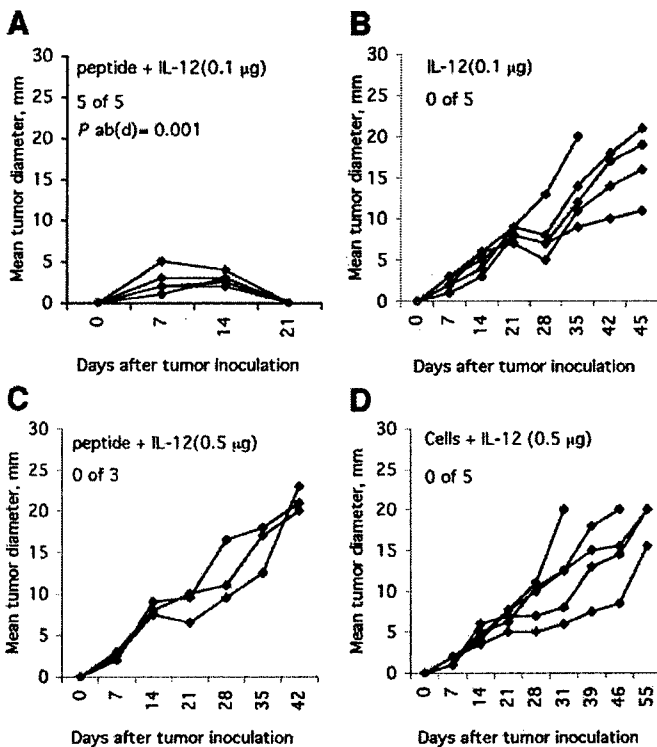 A
peptide + IL-12(0.1 µg)
5 of 5
P ab(d)= 0.001
Mean tumor diameter, mm
30
25
20
15
10
5
0
0 7 14 21
Days after tumor inoculation
B
IL-12(0.1 µg)
0 of 5
Mean tumor diameter, mm
30
25
20
15
10
5
0
0 7 14 21 28 35 42 45
Days after tumor inoculation
C
peptide + IL-12(0.5 µg)
0 of 3
Mean tumor diameter, mm
30
25
20
15
10
5
0
0 7 14 21 28 35 42
Days after tumor inoculation
D
Cells + IL-12 (0.5 µg)
0 of 5
Mean tumor diameter, mm
30
25
20
15
10
5
0
0 7 14 21 28 31 39 46 55
Days after tumor inoculation